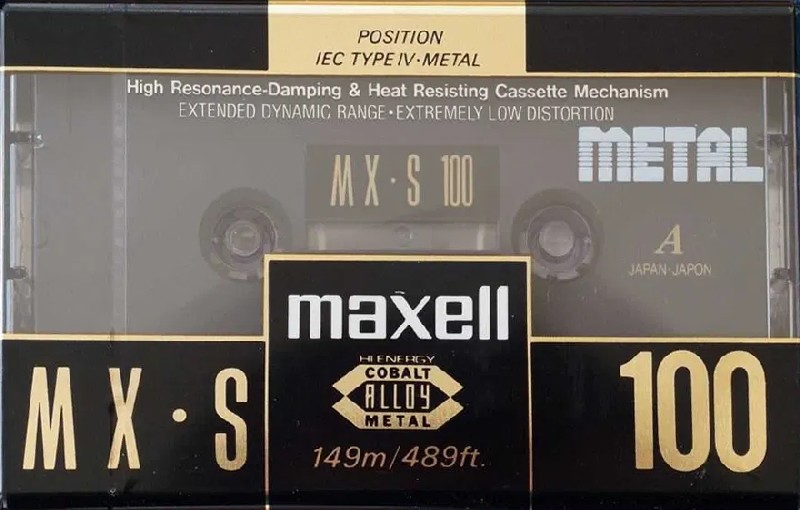 POSITION
IEC TYPE IV·METAL
High Resonance-Damping & Heat Resisting Cassette Mechanism
EXTENDED DYNAMIC RANGE·EXTREMELY LOW DISTORTION
METAL
MX·S 100
A
JAPAN·JAPON
maxell
HI ENERGY
COBALT
ALLOY
METAL
149m/489ft.
MX·S
100